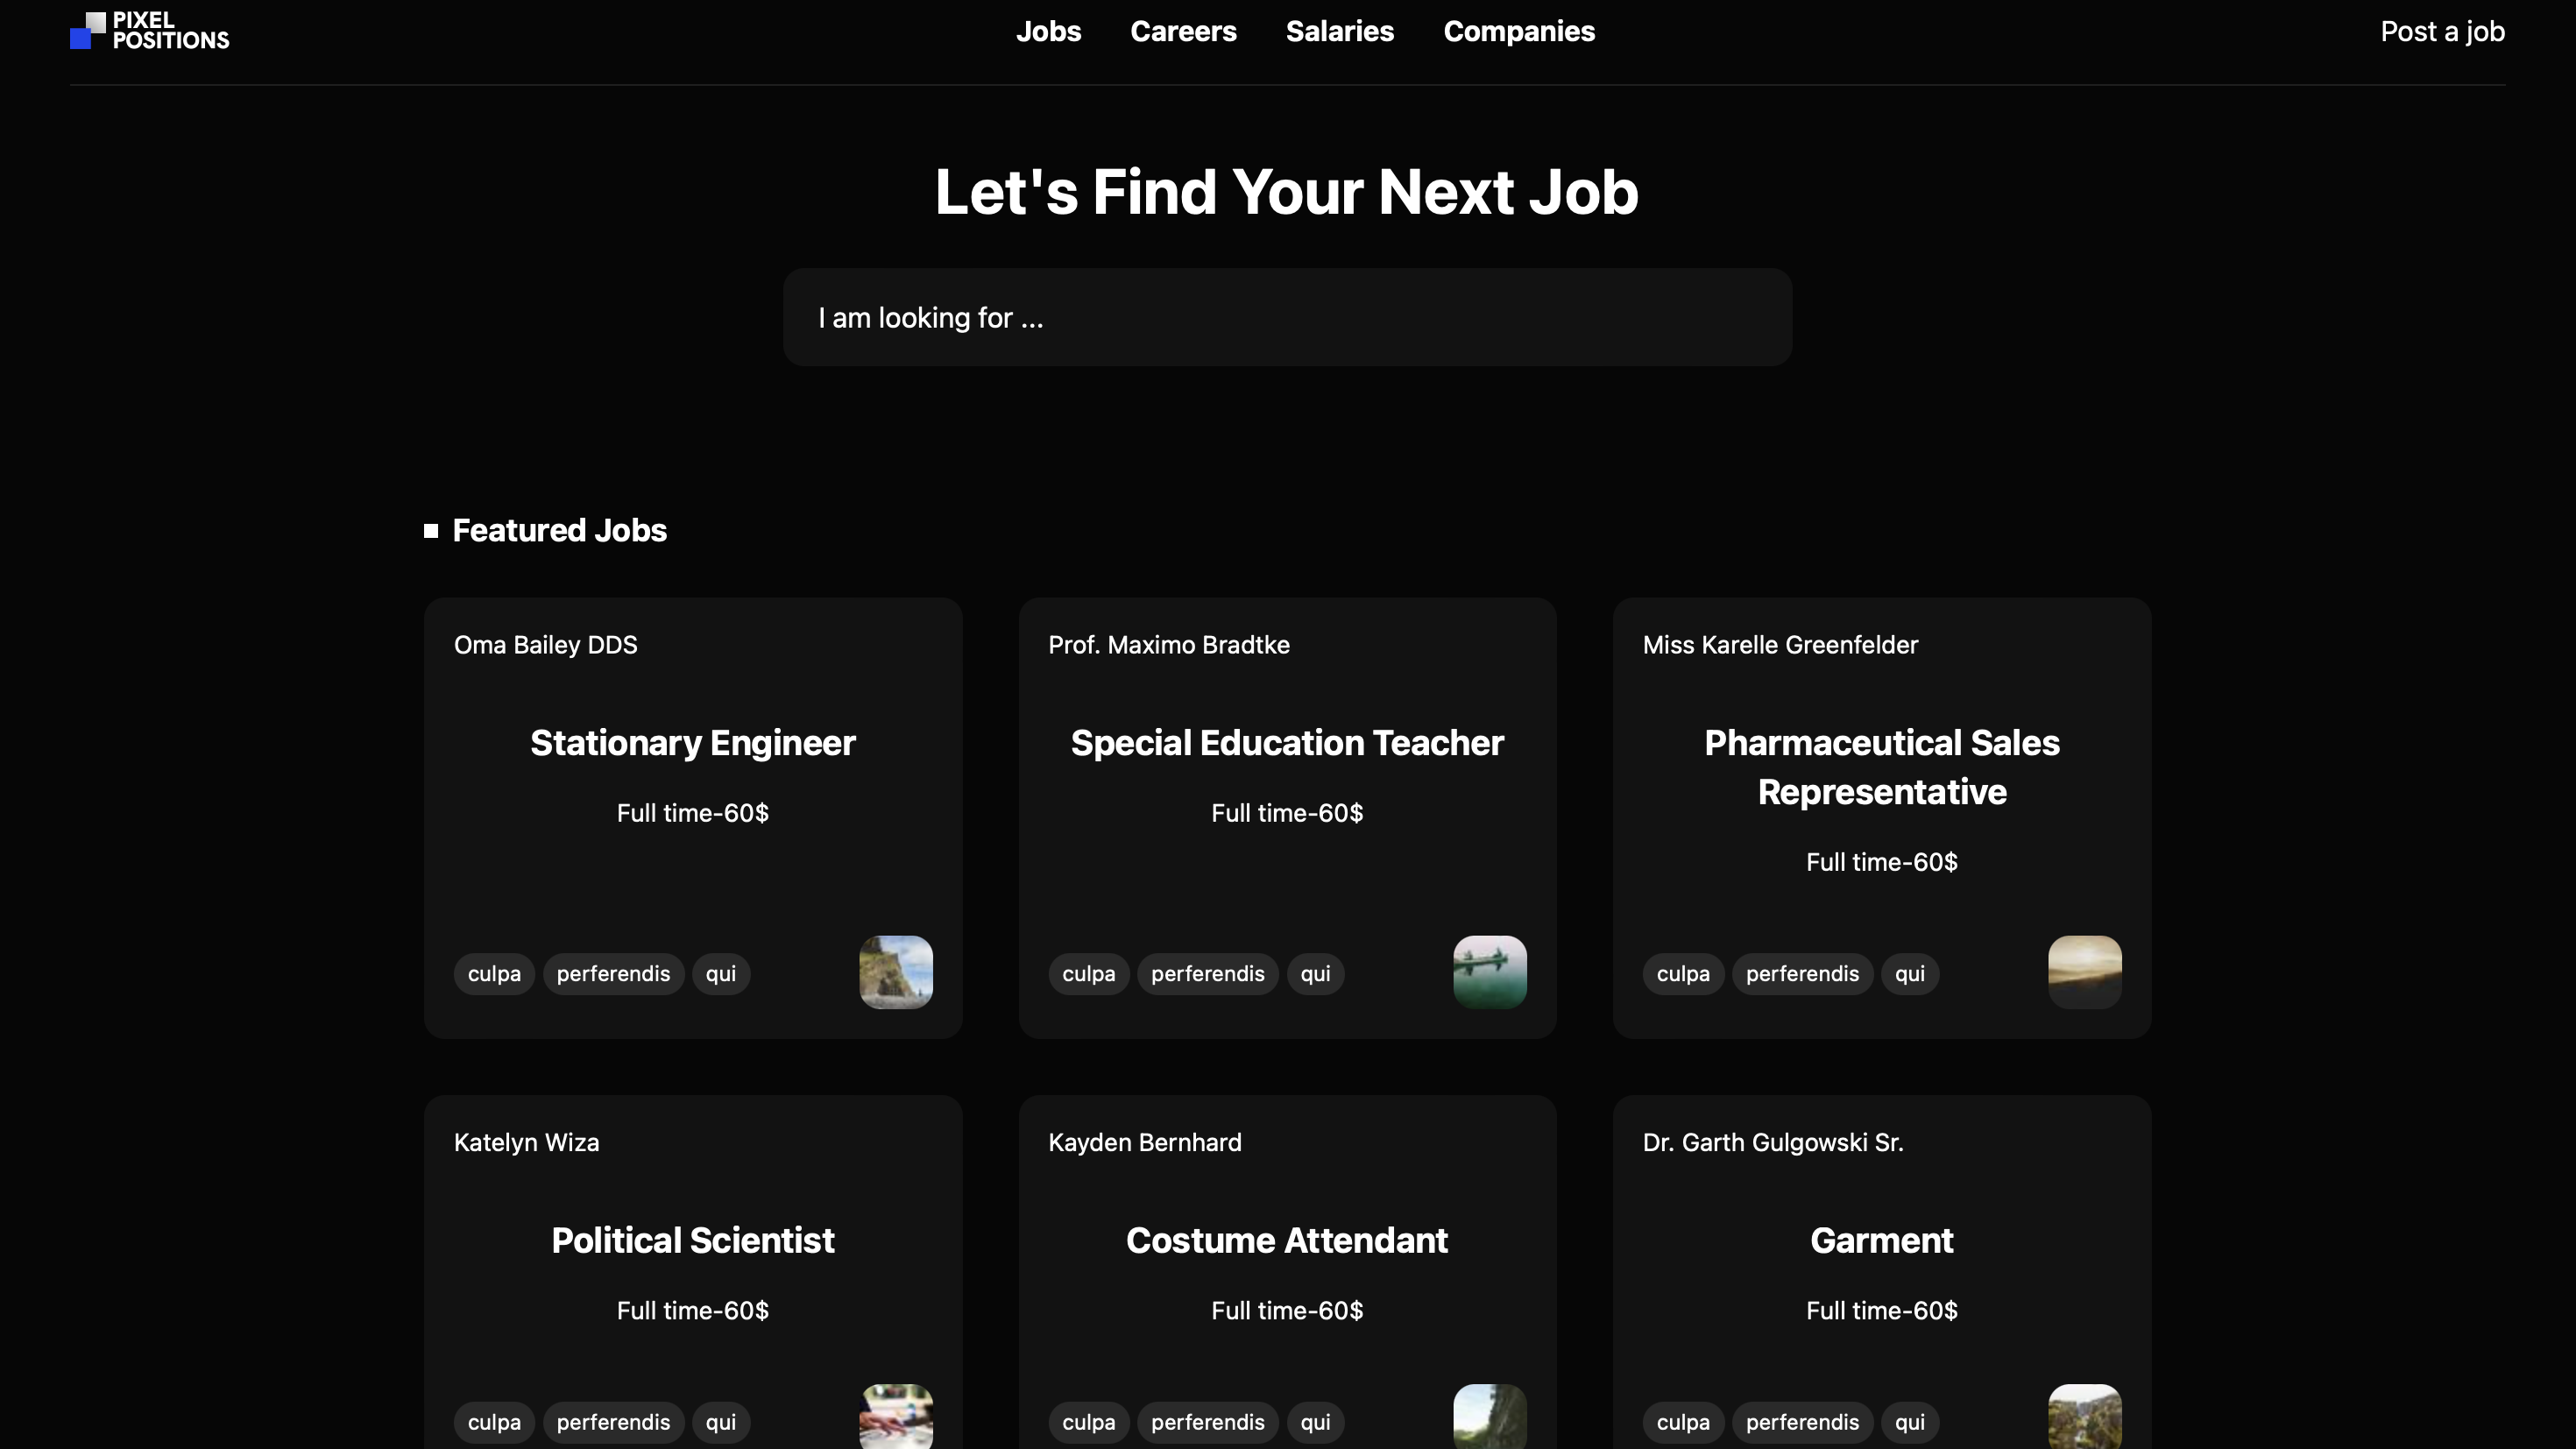 PIXEL
POSITIONS
Jobs
Careers
Salaries
Companies
Post a job
Let's Find Your Next Job
I am looking for ...
Featured Jobs
Oma Bailey DDS
Stationary Engineer
Full time-60$
culpa
perferendis
qui
Prof. Maximo Bradtke
Special Education Teacher
Full time-60$
culpa
perferendis
qui
Miss Karelle Greenfelder
Pharmaceutical Sales
Representative
Full time-60$
culpa
perferendis
qui
Katelyn Wiza
Political Scientist
Full time-60$
culpa
perferendis
qui
Kayden Bernhard
Costume Attendant
Full time-60$
culpa
perferendis
qui
Dr. Garth Gulgowski Sr.
Garment
Full time-60$
culpa
perferendis
qui